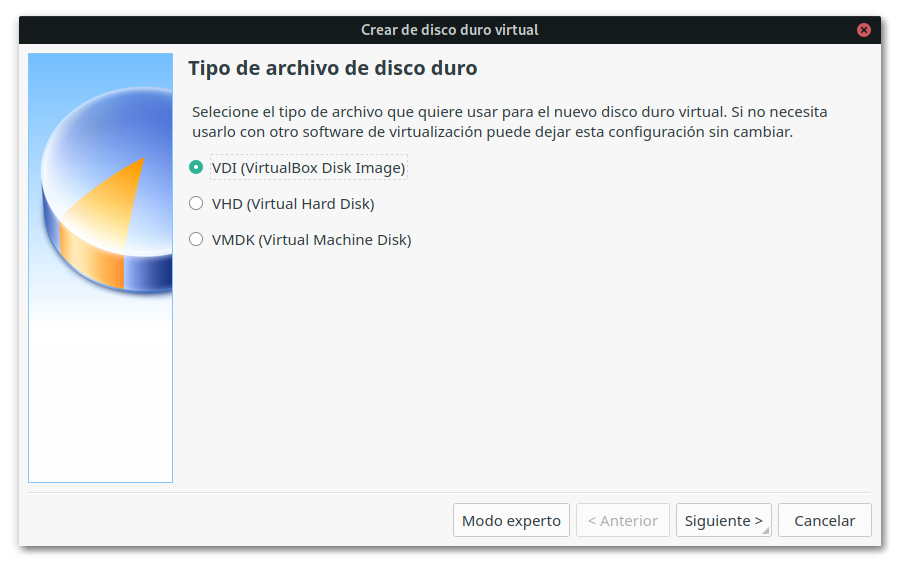 Crear de disco duro virtual
Tipo de archivo de disco duro
Selecione el tipo de archivo que quiere usar para el nuevo disco duro virtual. Si no necesita
usarlo con otro software de virtualización puede dejar esta configuración sin cambiar.
VDI (VirtualBox Disk Image)
VHD (Virtual Hard Disk)
VMDK (Virtual Machine Disk)
Modo experto
< Anterior
Siguiente >
Cancelar